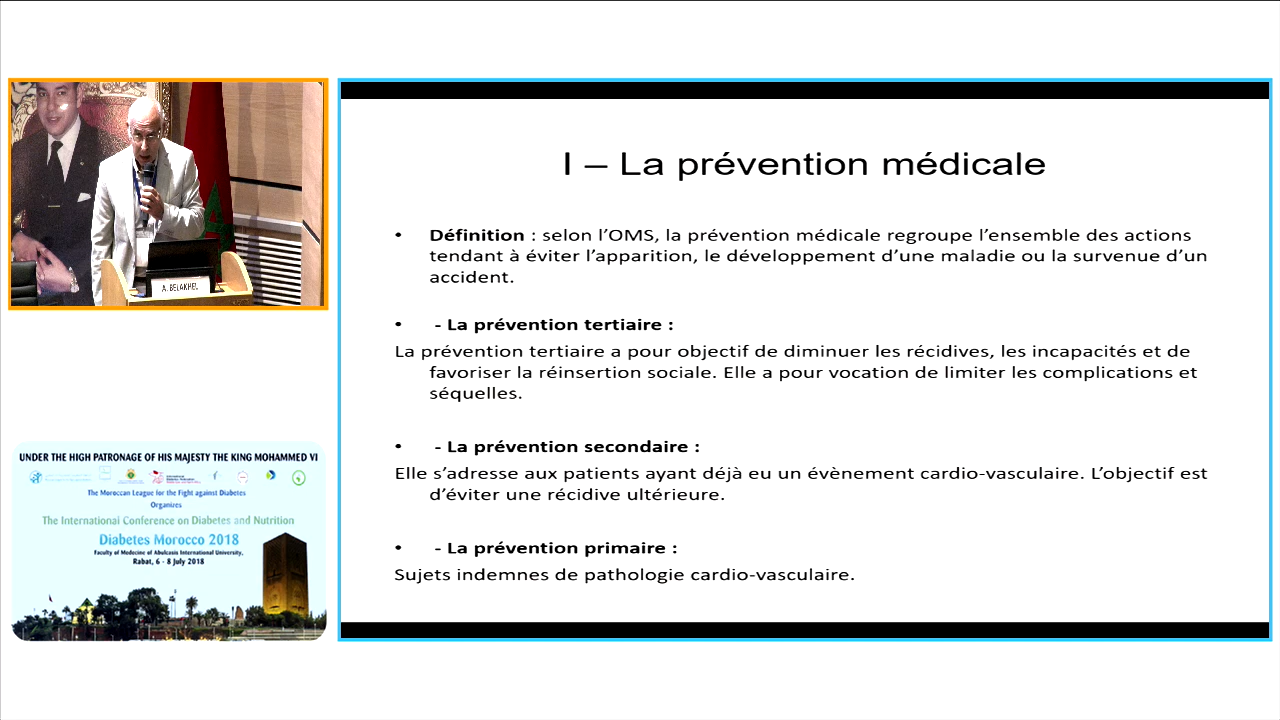 A. BELAKHEL
UNDER THE HIGH PATRONAGE OF HIS MAJESTY THE KING MOHAMMED VI
The Moroccan League for the Fight against Diabetes
Organizes
The International Conference on Diabetes and Nutrition
Diabetes Morocco 2018
Faculty of Medecine of Abulcasis International University,
Rabat, 6 - 8 July 2018
I – La prévention médicale
• Définition : selon l’OMS, la prévention médicale regroupe l’ensemble des actions
tendant à éviter l’apparition, le développement d’une maladie ou la survenue d’un
accident.
• - La prévention tertiaire :
La prévention tertiaire a pour objectif de diminuer les récidives, les incapacités et de
favoriser la réinsertion sociale. Elle a pour vocation de limiter les complications et
séquelles.
• - La prévention secondaire :
Elle s’adresse aux patients ayant déjà eu un évènement cardio-vasculaire. L’objectif est
d’éviter une récidive ultérieure.
• - La prévention primaire :
Sujets indemnes de pathologie cardio-vasculaire.